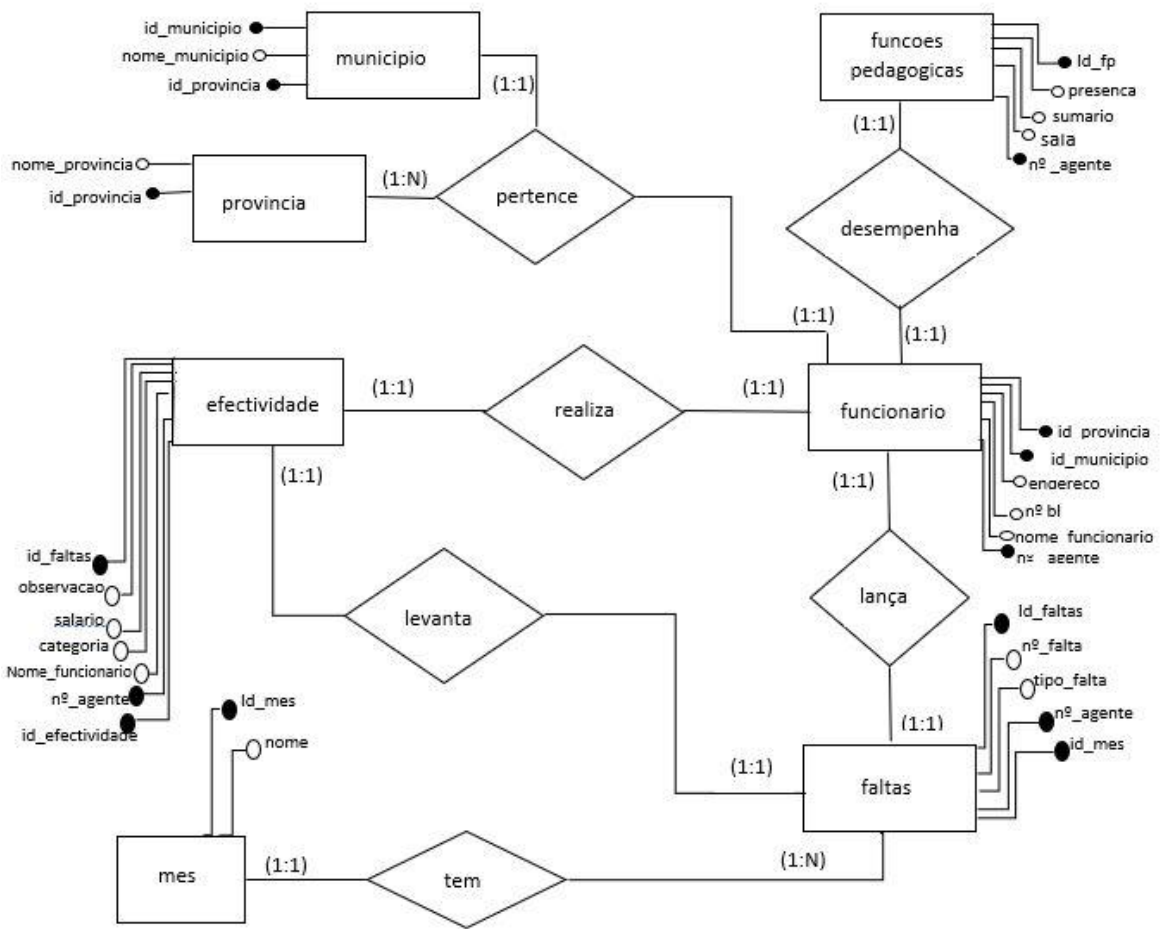 id_municipio
nome_municipio
id_provincia
municipio
(1:1)
funcoes
pedagogicas
Id_fp
presenca
sumario
sala
nº _agente
(1:1)
nome_provincia
id_provincia
provincia
(1:N)
pertence
desempenha
(1:1)
(1:1)
efectividade
(1:1)
realiza
(1:1)
funcionario
id_provincia
id_municipio
endereco
nº bI
nome_funcionario
nº_agente
(1:1)
(1:1)
id_faltas
observacao
salario
categoria
Nome_funcionario
nº_agente
id_efectividade
levanta
lança
Id_faltas
nº_falta
tipo_falta
nº_agente
id_mes
(1:1)
Id_mes
nome
(1:1)
faltas
mes
(1:1)
tem
(1:N)